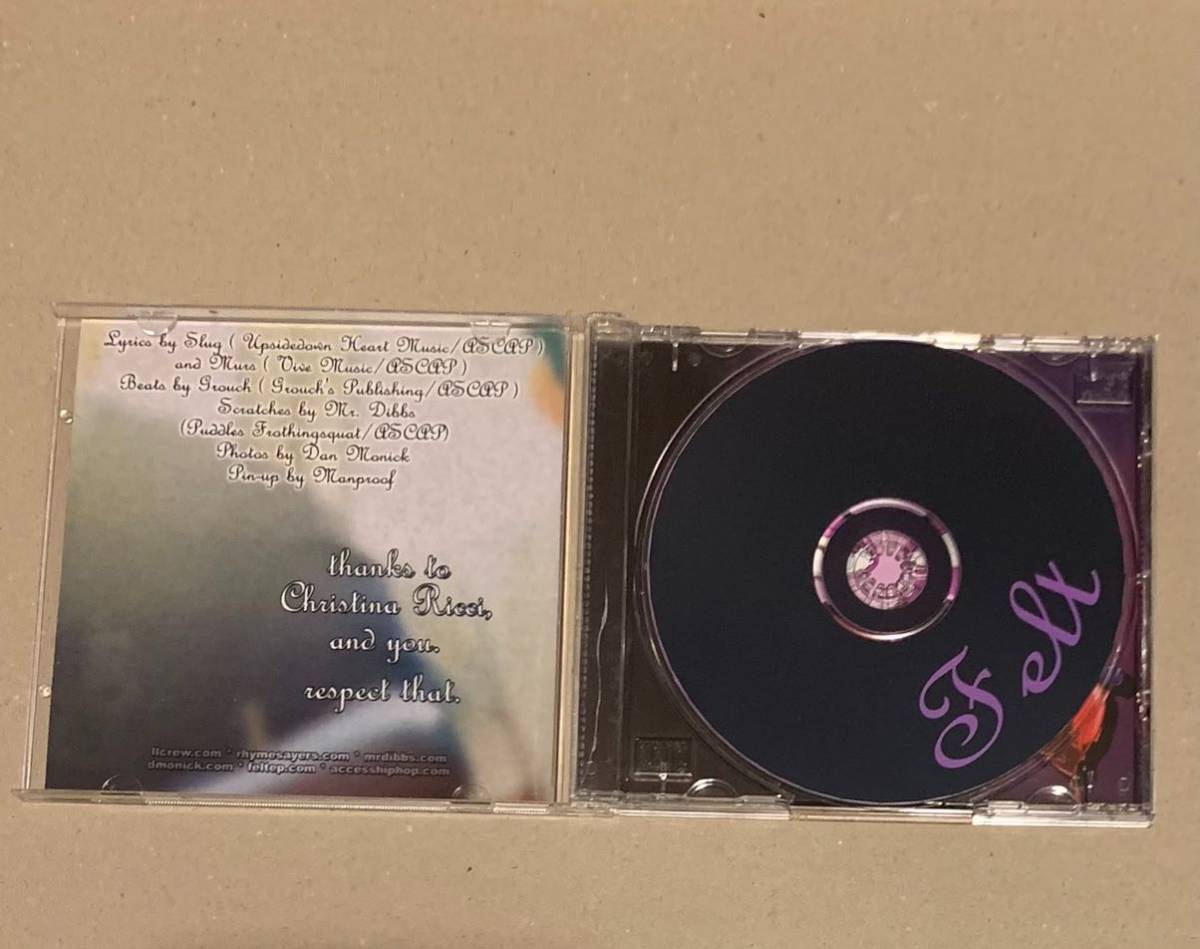 Lyrics by Slug ( Upsidedown Heart Music/ASCAP )
and Murs ( Vive Music/ASCAP )
Beats by Grouch ( Grouch's Publishing/ASCAP )
Scratches by Mr. Dibbs
(Puddles Frothingsquat/ASCAP)
Photos by Dan Monick
Pin-up by Manproof
thanks to
Christina Ricci,
and you.
respect that.
llcrew.com * rhymesayers.com * mrdibbs.com
dmonick.com * feltep.com * accesshiphop.com
Felt